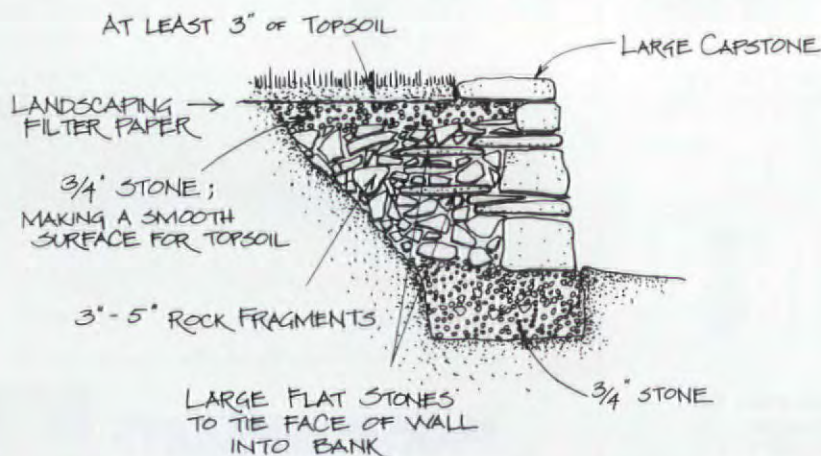 AT LEAST 3" OF TOPSOIL
LARGE CAPSTONE
LANDSCAPING
FILTER PAPER
3/4" STONE;
MAKING A SMOOTH
SURFACE FOR TOPSOIL
3"-5" ROCK FRAGMENTS
LARGE FLAT STONES
TO TIE FACE OF WALL
INTO BANK
3/4" STONE